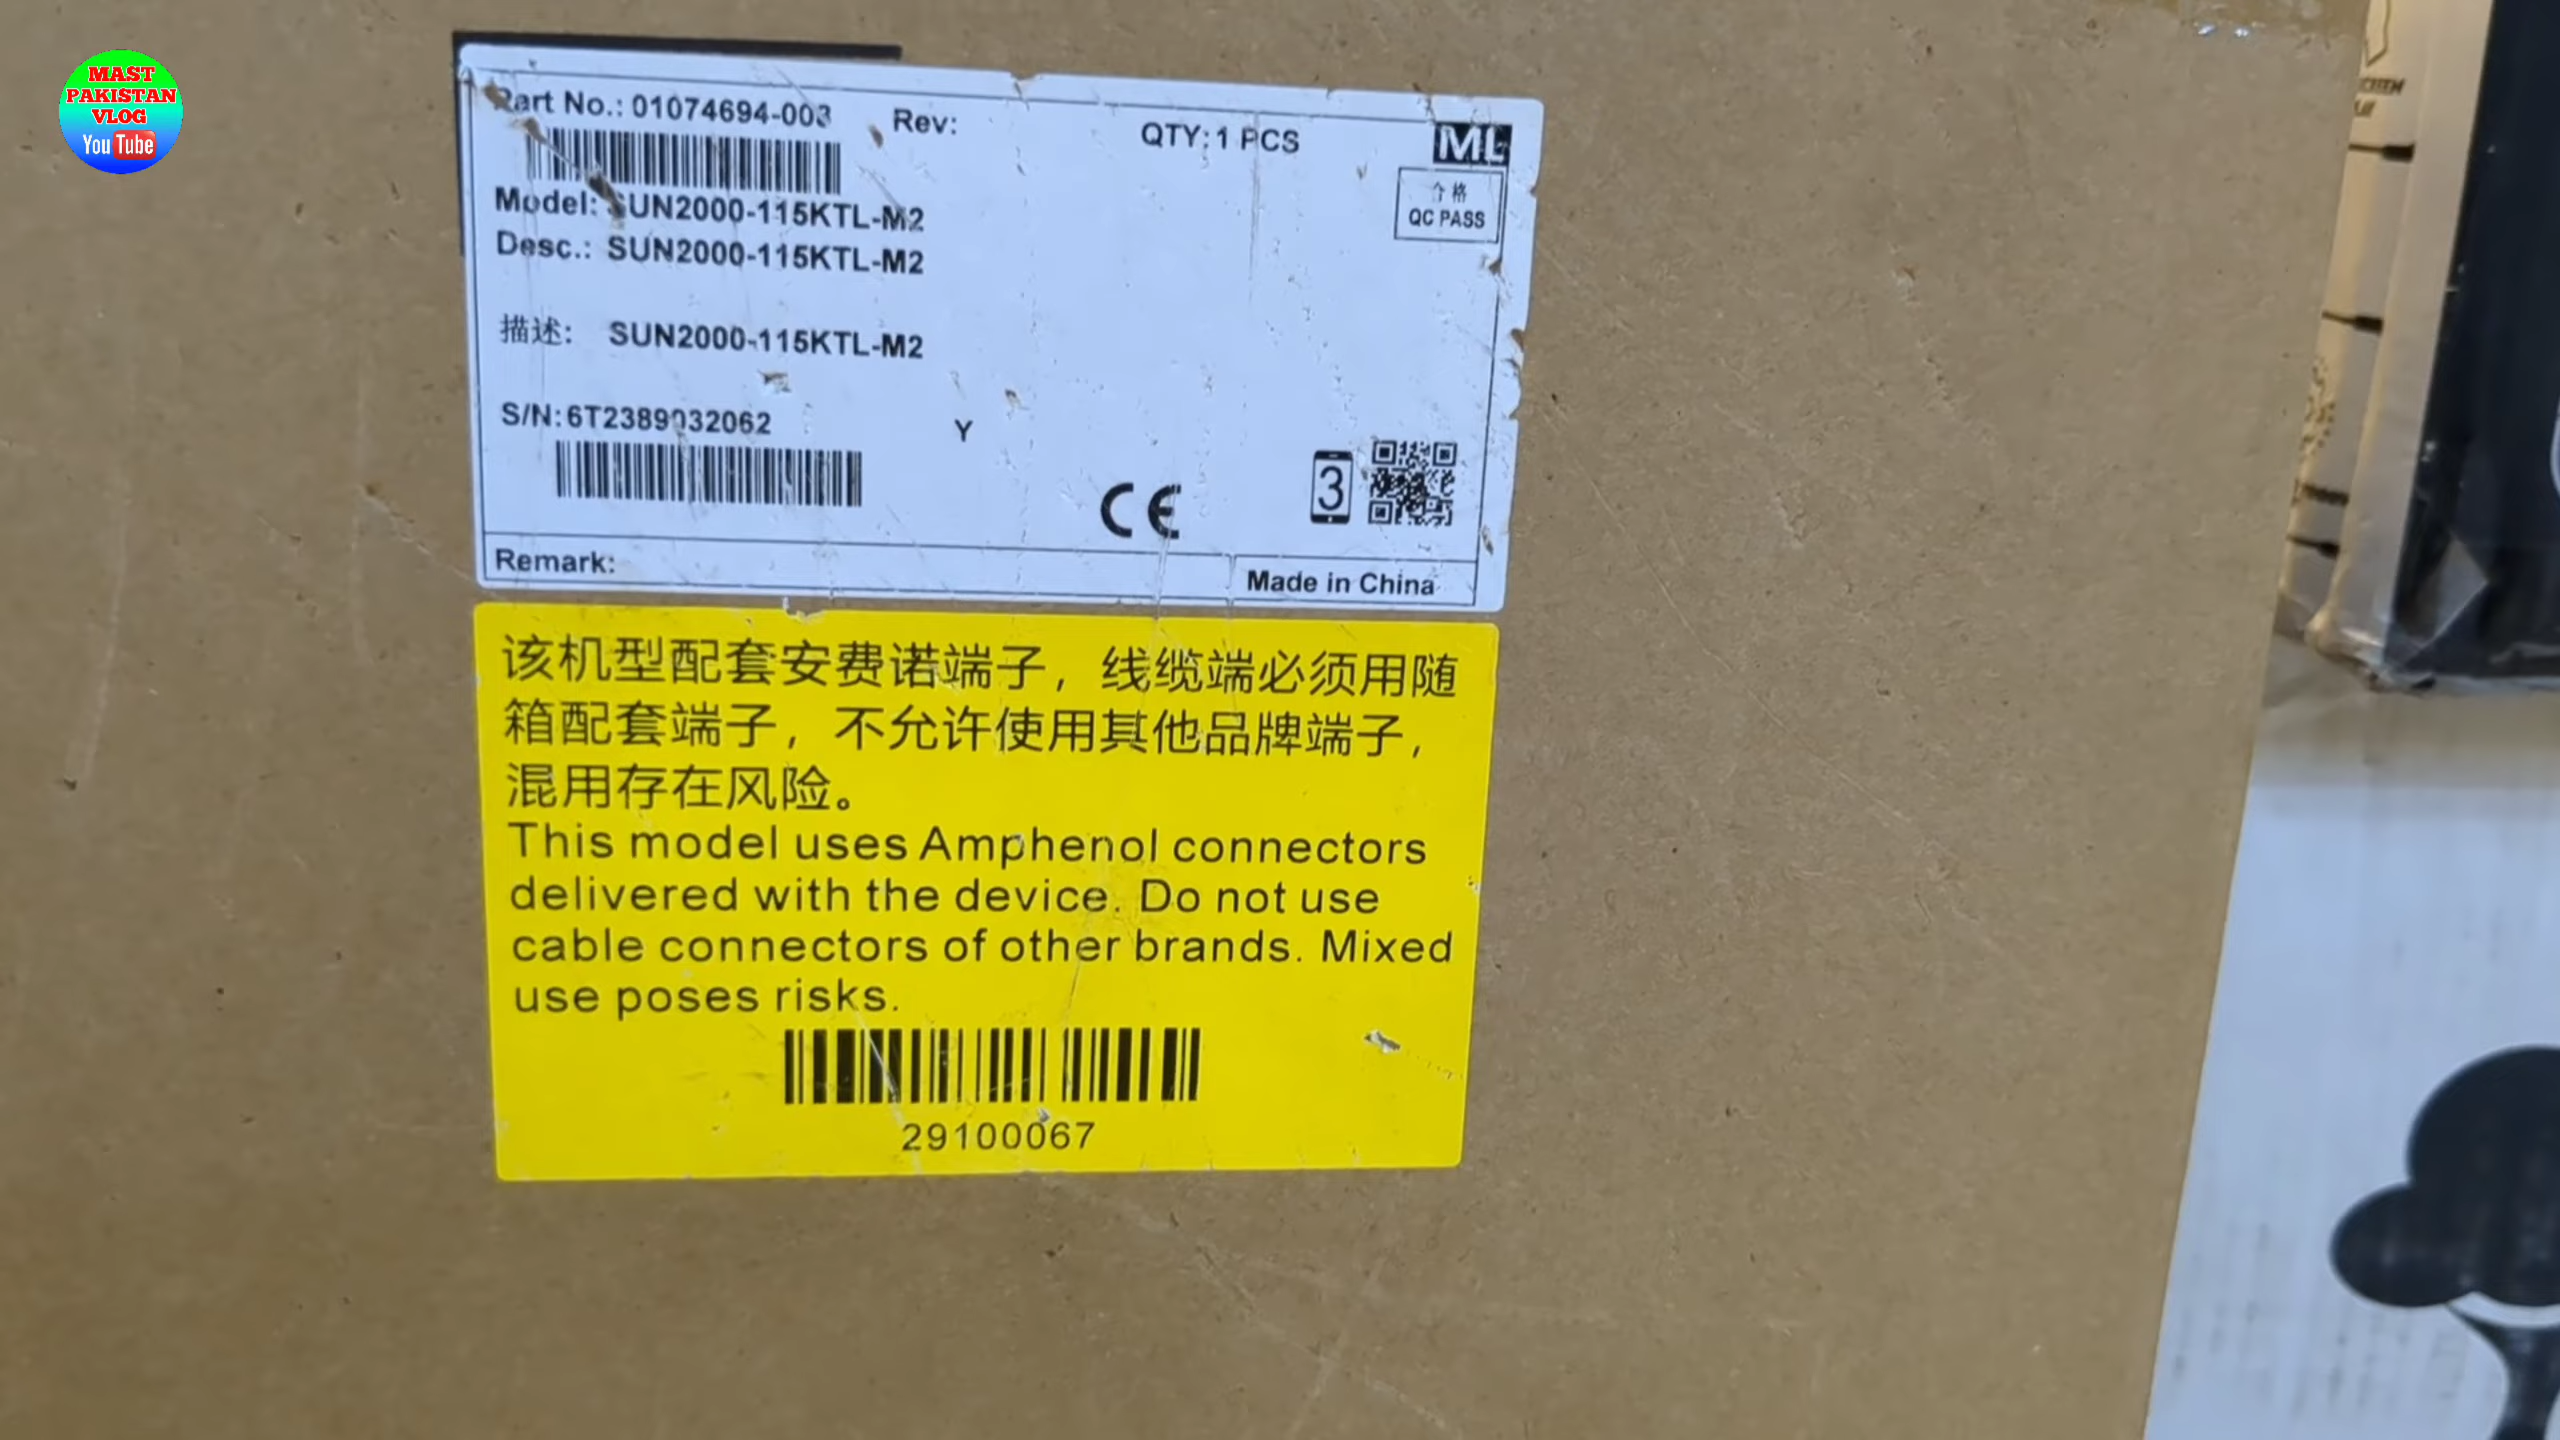 MAST
PAKISTAN
VLOG
YouTube
Part No.: 01074694-003 Rev: QTY: 1 PCS ML
合格
QC PASS
Model: SUN2000-115KTL-M2
Desc.: SUN2000-115KTL-M2
描述: SUN2000-115KTL-M2
S/N: 6T2389032062 Y
CE 3
Remark: Made in China
该机型配套安费诺端子，线缆端必须用随
箱配套端子，不允许使用其他品牌端子，
混用存在风险。
This model uses Amphenol connectors
delivered with the device. Do not use
cable connectors of other brands. Mixed
use poses risks.
29100067